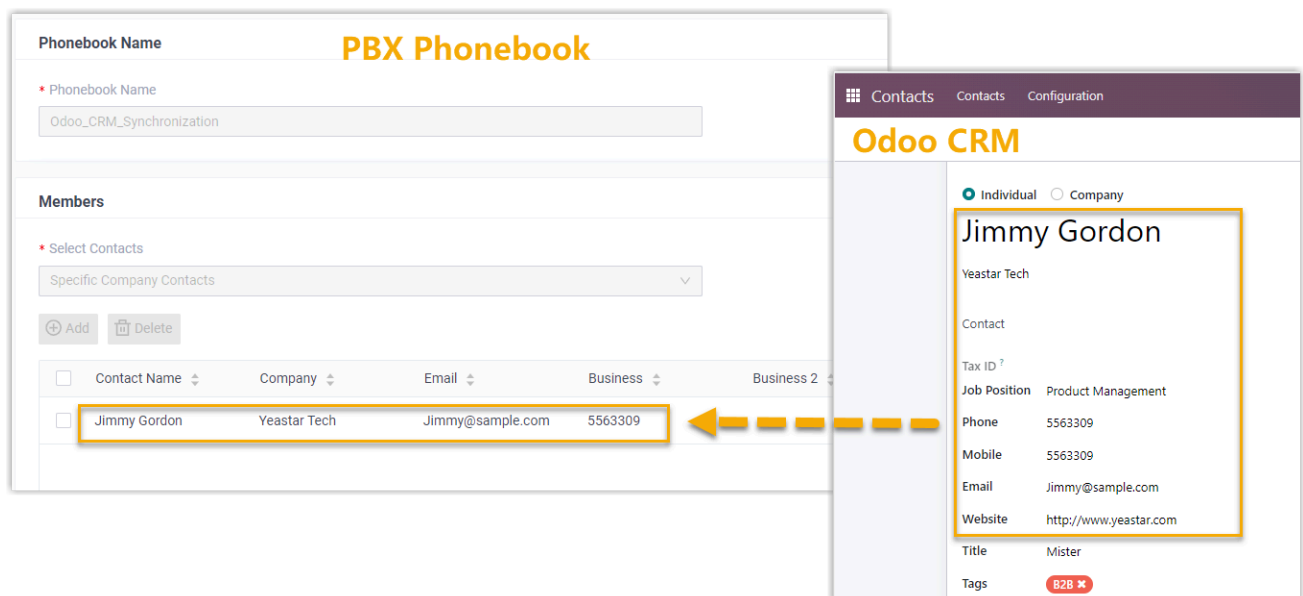 Phonebook Name
PBX Phonebook
* Phonebook Name
Odoo_CRM_Synchronization
Members
* Select Contacts
Specific Company Contacts
Add Delete
Contact Name Company Email Business Business 2
Jimmy Gordon Yeastar Tech Jimmy@sample.com 5563309
Contacts Contacts Configuration
Odoo CRM
Individual Company
Jimmy Gordon
Yeastar Tech
Contact
Tax ID ?
Job Position Product Management
Phone 5563309
Mobile 5563309
Email Jimmy@sample.com
Website http://www.yeastar.com
Title Mister
Tags B2B ×